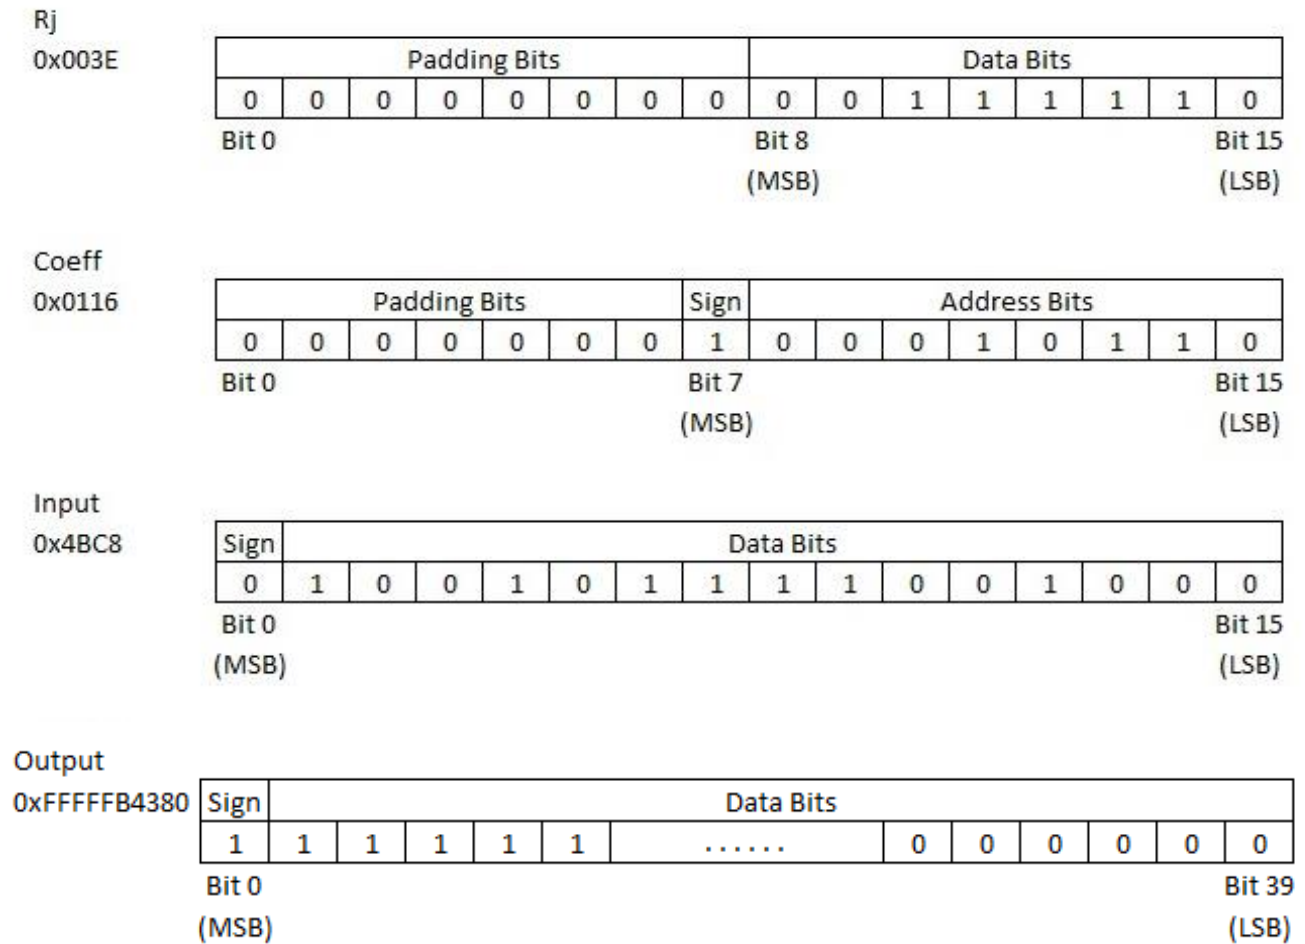 Rj
0x003E
Padding Bits Data Bits
0 0 0 0 0 0 0 0 0 0 1 1 1 1 1 0
Bit 0 Bit 8 Bit 15
(MSB) (LSB)
Coeff
0x0116
Padding Bits Sign Address Bits
0 0 0 0 0 0 0 1 0 0 0 1 0 1 1 0
Bit 0 Bit 7 Bit 15
(MSB) (LSB)
Input
0x4BC8
Sign Data Bits
0 1 0 0 1 0 1 1 1 1 0 0 1 0 0 0
Bit 0 Bit 15
(MSB) (LSB)
Output
0xFFFFFB4380 Sign Data Bits
1 1 1 1 1 1 ...... 0 0 0 0 0 0
Bit 0 Bit 39
(MSB) (LSB)